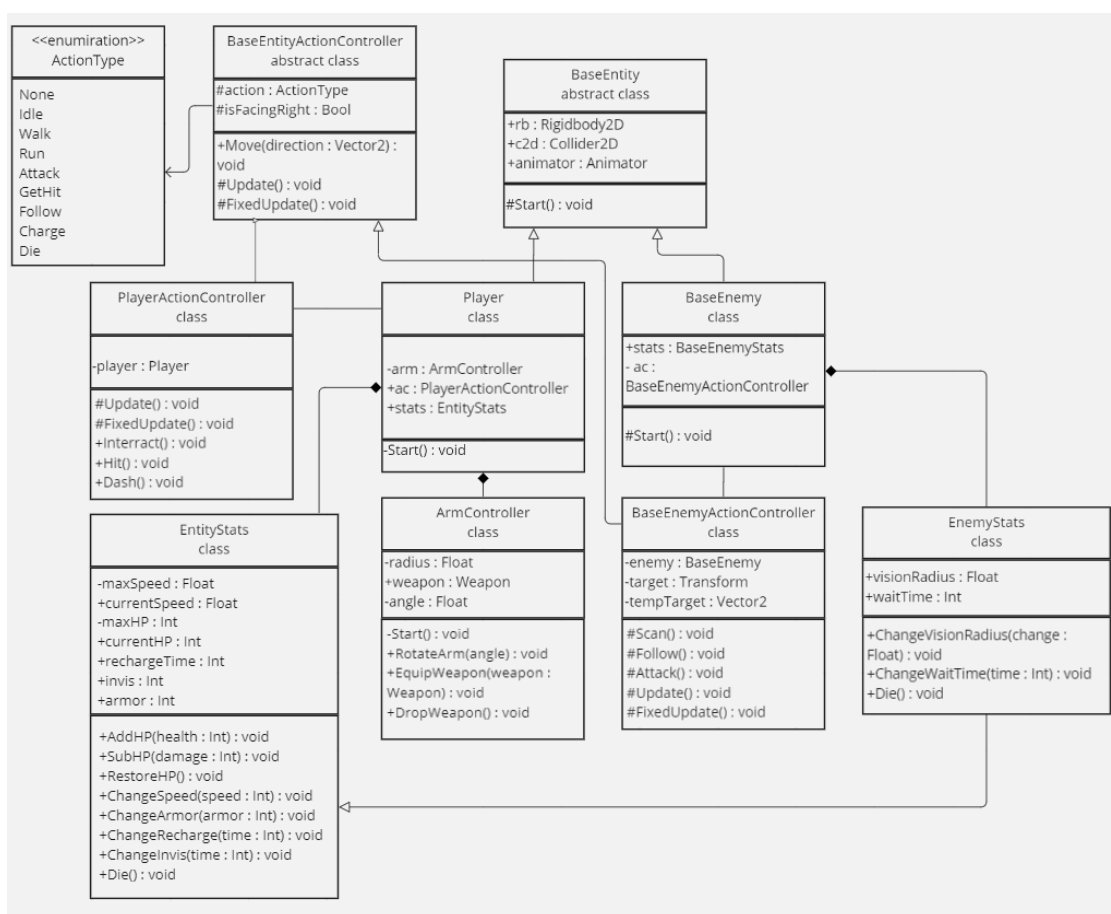 <<enumiration>>
ActionType
None
Idle
Walk
Run
Attack
GetHit
Follow
Charge
Die
BaseEntityActionController
abstract class
#action : ActionType
#isFacingRight : Bool
+Move(direction : Vector2) :
void
#Update() : void
#FixedUpdate() : void
BaseEntity
abstract class
+rb : Rigidbody2D
+c2d : Collider2D
+animator : Animator
#Start() : void
PlayerActionController
class
-player : Player
#Update() : void
#FixedUpdate() : void
+Interract() : void
+Hit() : void
+Dash() : void
Player
class
-arm : ArmController
+ac : PlayerActionController
+stats : EntityStats
-Start() : void
BaseEnemy
class
+stats : BaseEnemyStats
- ac :
BaseEnemyActionController
#Start() : void
EntityStats
class
-maxSpeed : Float
+currentSpeed : Float
-maxHP : Int
+currentHP : Int
+rechargeTime : Int
+invis : Int
+armor : Int
+AddHP(health : Int) : void
+SubHP(damage : Int) : void
+RestoreHP() : void
+ChangeSpeed(speed : Int) : void
+ChangeArmor(armor : Int) : void
+ChangeRecharge(time : Int) : void
+ChangeInvis(time : Int) : void
+Die() : void
ArmController
class
-radius : Float
+weapon : Weapon
-angle : Float
-Start() : void
+RotateArm(angle) : void
+EquipWeapon(weapon :
Weapon) : void
+DropWeapon() : void
BaseEnemyActionController
class
-enemy : BaseEnemy
-target : Transform
-tempTarget : Vector2
#Scan() : void
#Follow() : void
#Attack() : void
#Update() : void
#FixedUpdate() : void
EnemyStats
class
+visionRadius : Float
+waitTime : Int
+ChangeVisionRadius(change :
Float) : void
+ChangeWaitTime(time : Int) : void
+Die() : void